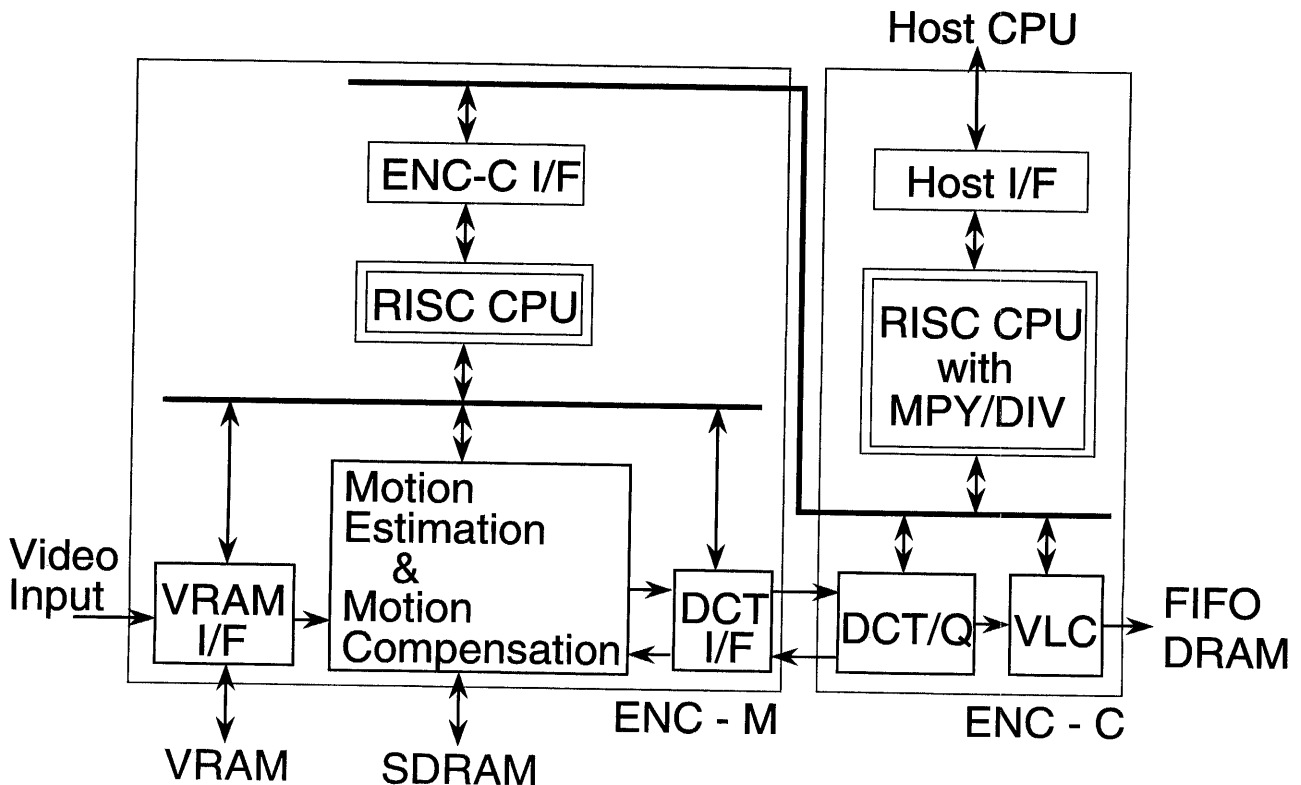 Host CPU
ENC-C I/F
Host I/F
RISC CPU
RISC CPU
with
MPY/DIV
Motion
Estimation
&
Motion
Compensation
Video
Input
VRAM
I/F
DCT
I/F
DCT/Q
VLC
FIFO
DRAM
ENC - M
ENC - C
VRAM
SDRAM